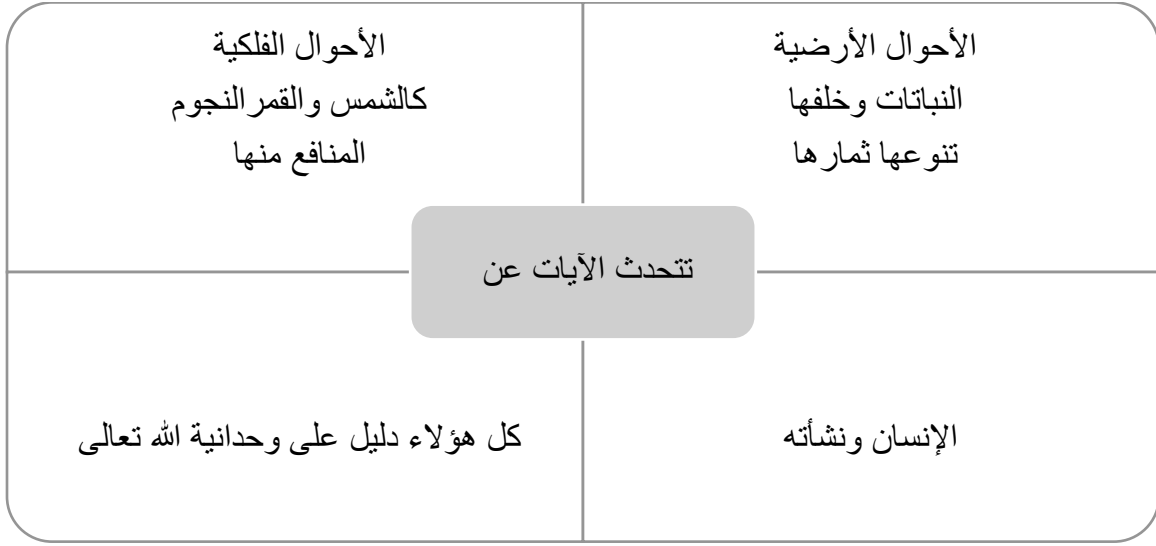 الأحوال الأرضية
النباتات وخلفها
تنوعها ثمارها
الأحوال الفلكية
كالشمس والقمرالنجوم
المنافع منها
تتحدث الآيات عن
الإنسان ونشأته
كل هؤلاء دليل على وحدانية الله تعالى